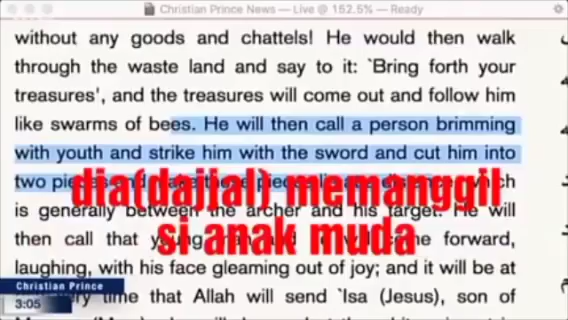 Christian Prince News — Live @ 152.5% — Ready
without any goods and chattels! He would then walk
through the waste land and say to it: `Bring forth your
treasures', and the treasures will come out and follow him
like swarms of bees. He will then call a person brimming
with youth and strike him with the sword and cut him into
two pieces
dia(dajjal) memanggil
is generally between the archer and his target. He will
si anak muda
then call that young forward,
laughing, with his face gleaming out of joy; and it will be at
Christian Prince
3:05
time that Allah will send `Isa (Jesus), son of